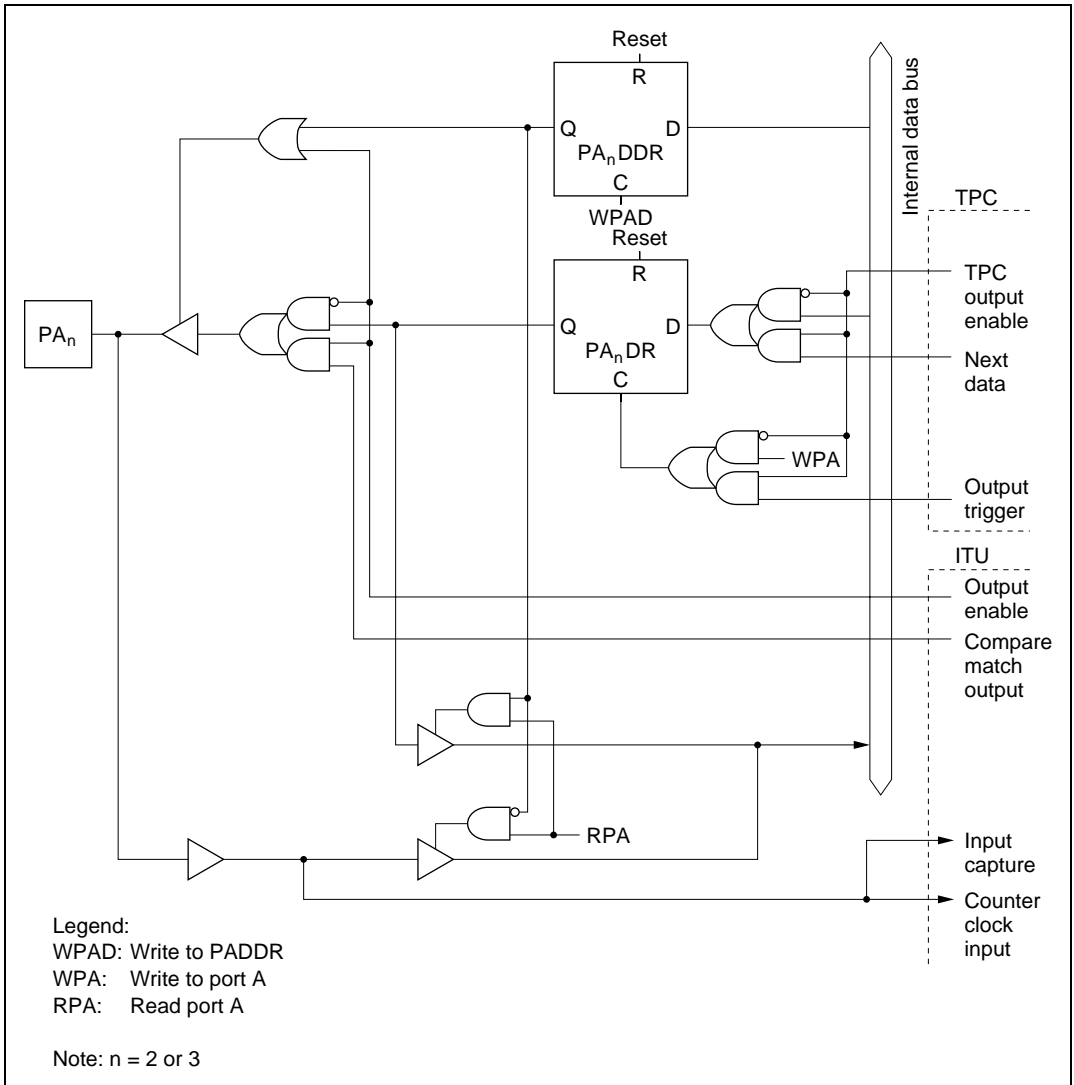 Reset
R
Q
D
PAnDDR
C
WPAD
Reset
R
Q
D
PAnDR
C
PAn
Internal data bus
TPC
TPC
output
enable
Next
data
WPA
Output
trigger
ITU
Output
enable
Compare
match
output
RPA
Input
capture
Counter
clock
input
Legend:
WPAD: Write to PADDR
WPA: Write to port A
RPA: Read port A
Note: n = 2 or 3